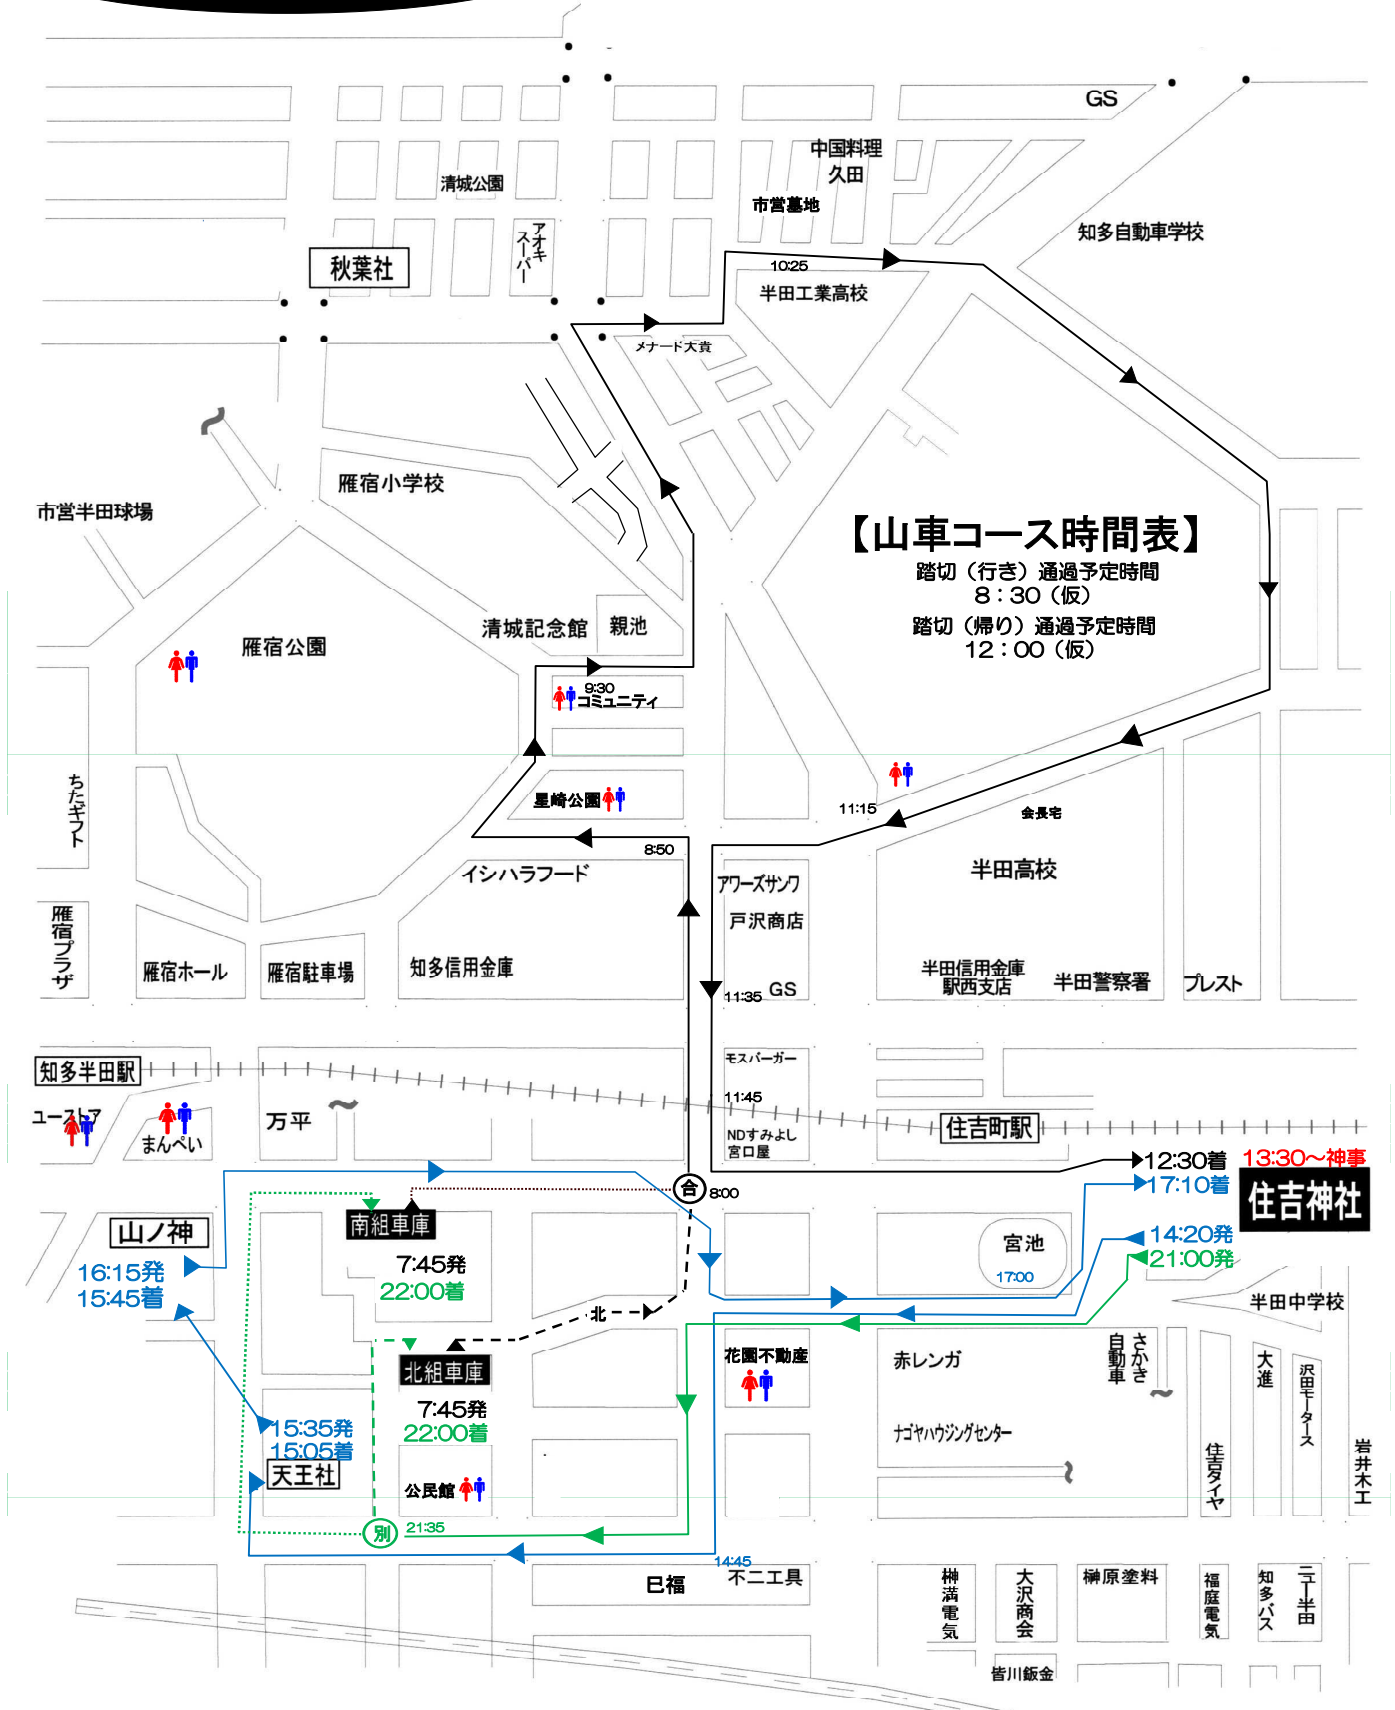 GS
中国料理
久田
清城公園
市営墓地
アオキ
スーパー
知多自動車学校
秋葉社
10:25
半田工業高校
メナード大貴
雁宿小学校
市営半田球場
【山車コース時間表】
踏切（行き）通過予定時間
８：３０（仮）
踏切（帰り）通過予定時間
１２：００（仮）
清城記念館
親池
雁宿公園
9:30
コミュニティ
ちたギフト
星崎公園
11:15
会長宅
8:50
イシハラフード
アワーズサンワ
戸沢商店
半田高校
雁宿プラザ
雁宿ホール
雁宿駐車場
知多信用金庫
半田信用金庫
駅西支店
半田警察署
プレスト
11:35
GS
知多半田駅
モスバーガー
11:45
ユーストア
まんぺい
万平
NDすみよし
宮口屋
住吉町駅
12:30着
13:30～神事
17:10着
住吉神社
合
8:00
南組車庫
山ノ神
16:15発
15:45着
7:45発
22:00着
宮池
17:00
14:20発
21:00発
半田中学校
北
北組車庫
7:45発
22:00着
花園不動産
赤レンガ
さかき
自動車
大進
沢田モータース
15:35発
15:05着
天王社
公民館
ナゴヤハウジングセンター
住吉タイヤ
岩井木工
別
21:35
14:45
巳福
不二工具
榊満電気
大沢商会
榊原塗料
福庭電気
知多バス
ニュー半田
皆川鈑金